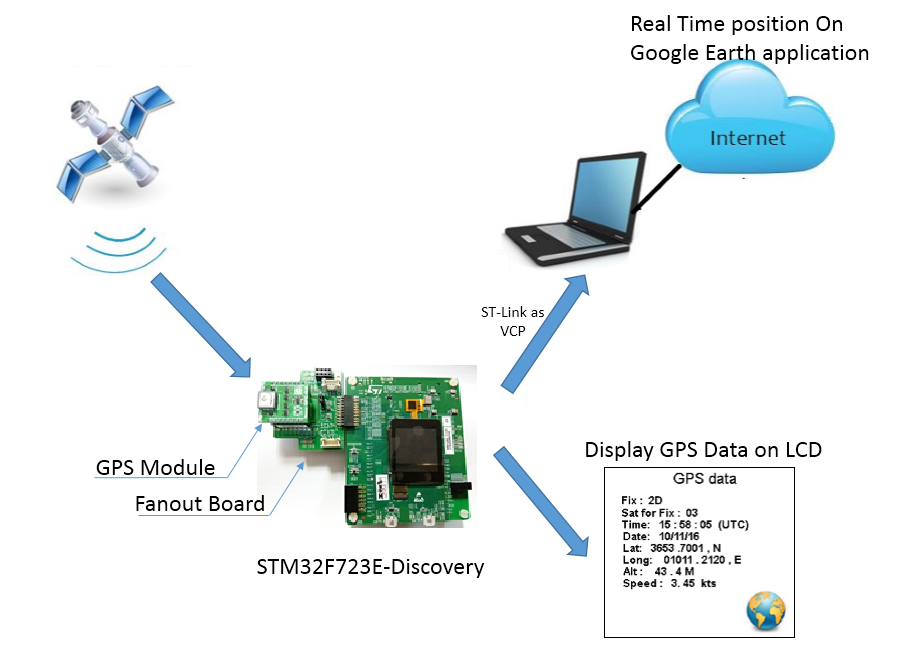 Real Time position On
Google Earth application
Internet
ST-Link as
VCP
GPS Module
Fanout Board
STM32F723E-Discovery
Display GPS Data on LCD
GPS data
Fix : 2D
Sat for Fix : 03
Time: 15 : 58 : 05 (UTC)
Date: 10/11/16
Lat: 3653 .7001 , N
Long: 01011 . 2120 , E
Alt : 43 . 4 M
Speed : 3. 45 kts